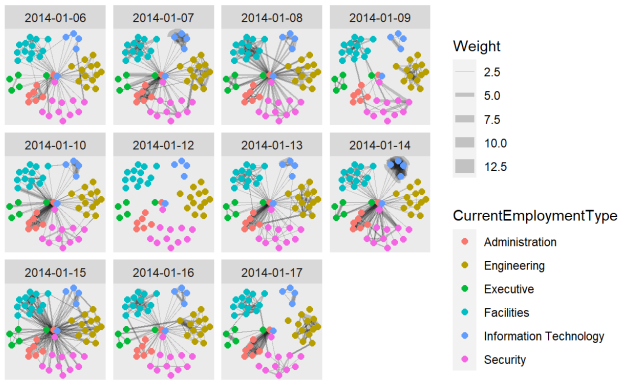 2014-01-06
2014-01-07
2014-01-08
2014-01-09
2014-01-10
2014-01-12
2014-01-13
2014-01-14
2014-01-15
2014-01-16
2014-01-17
Weight
2.5
5.0
7.5
10.0
12.5
CurrentEmploymentType
Administration
Engineering
Executive
Facilities
Information Technology
Security